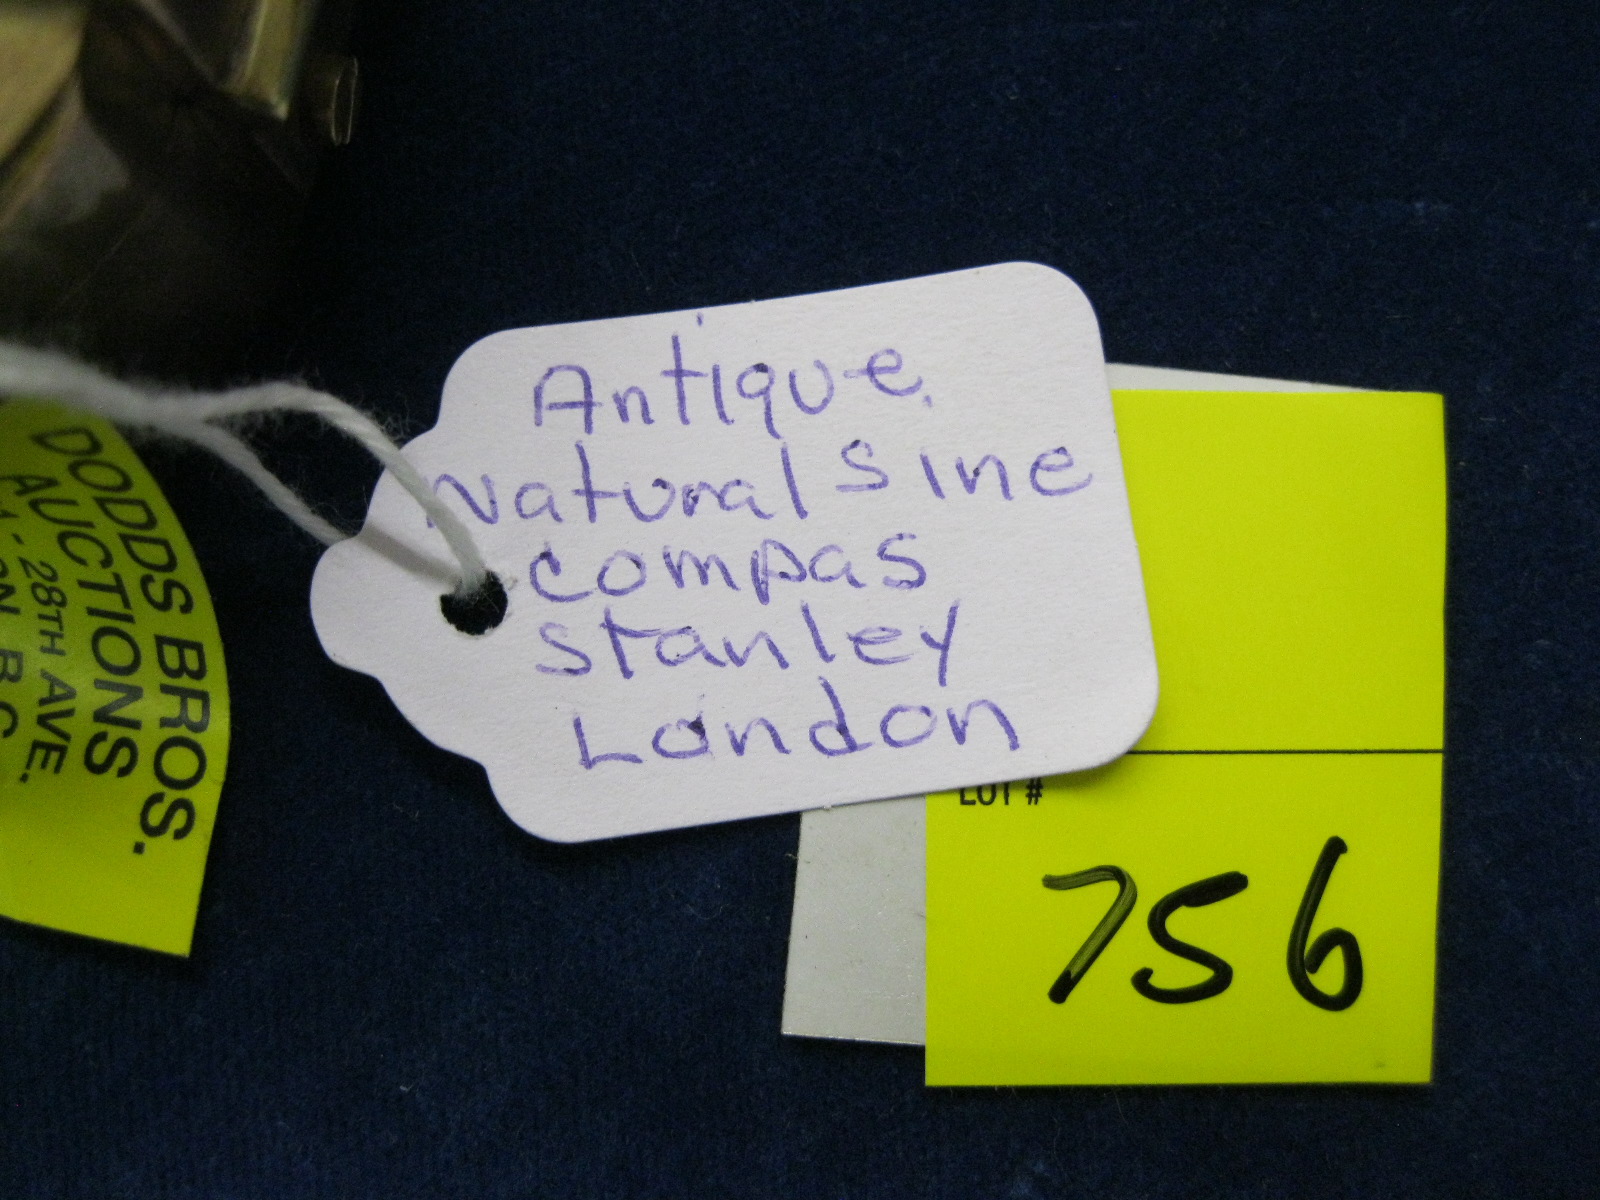 Antique
Natural sine
compas
Stanley
London
LOT #
756
DODDS BROS.
AUCTIONS
28TH AVE.